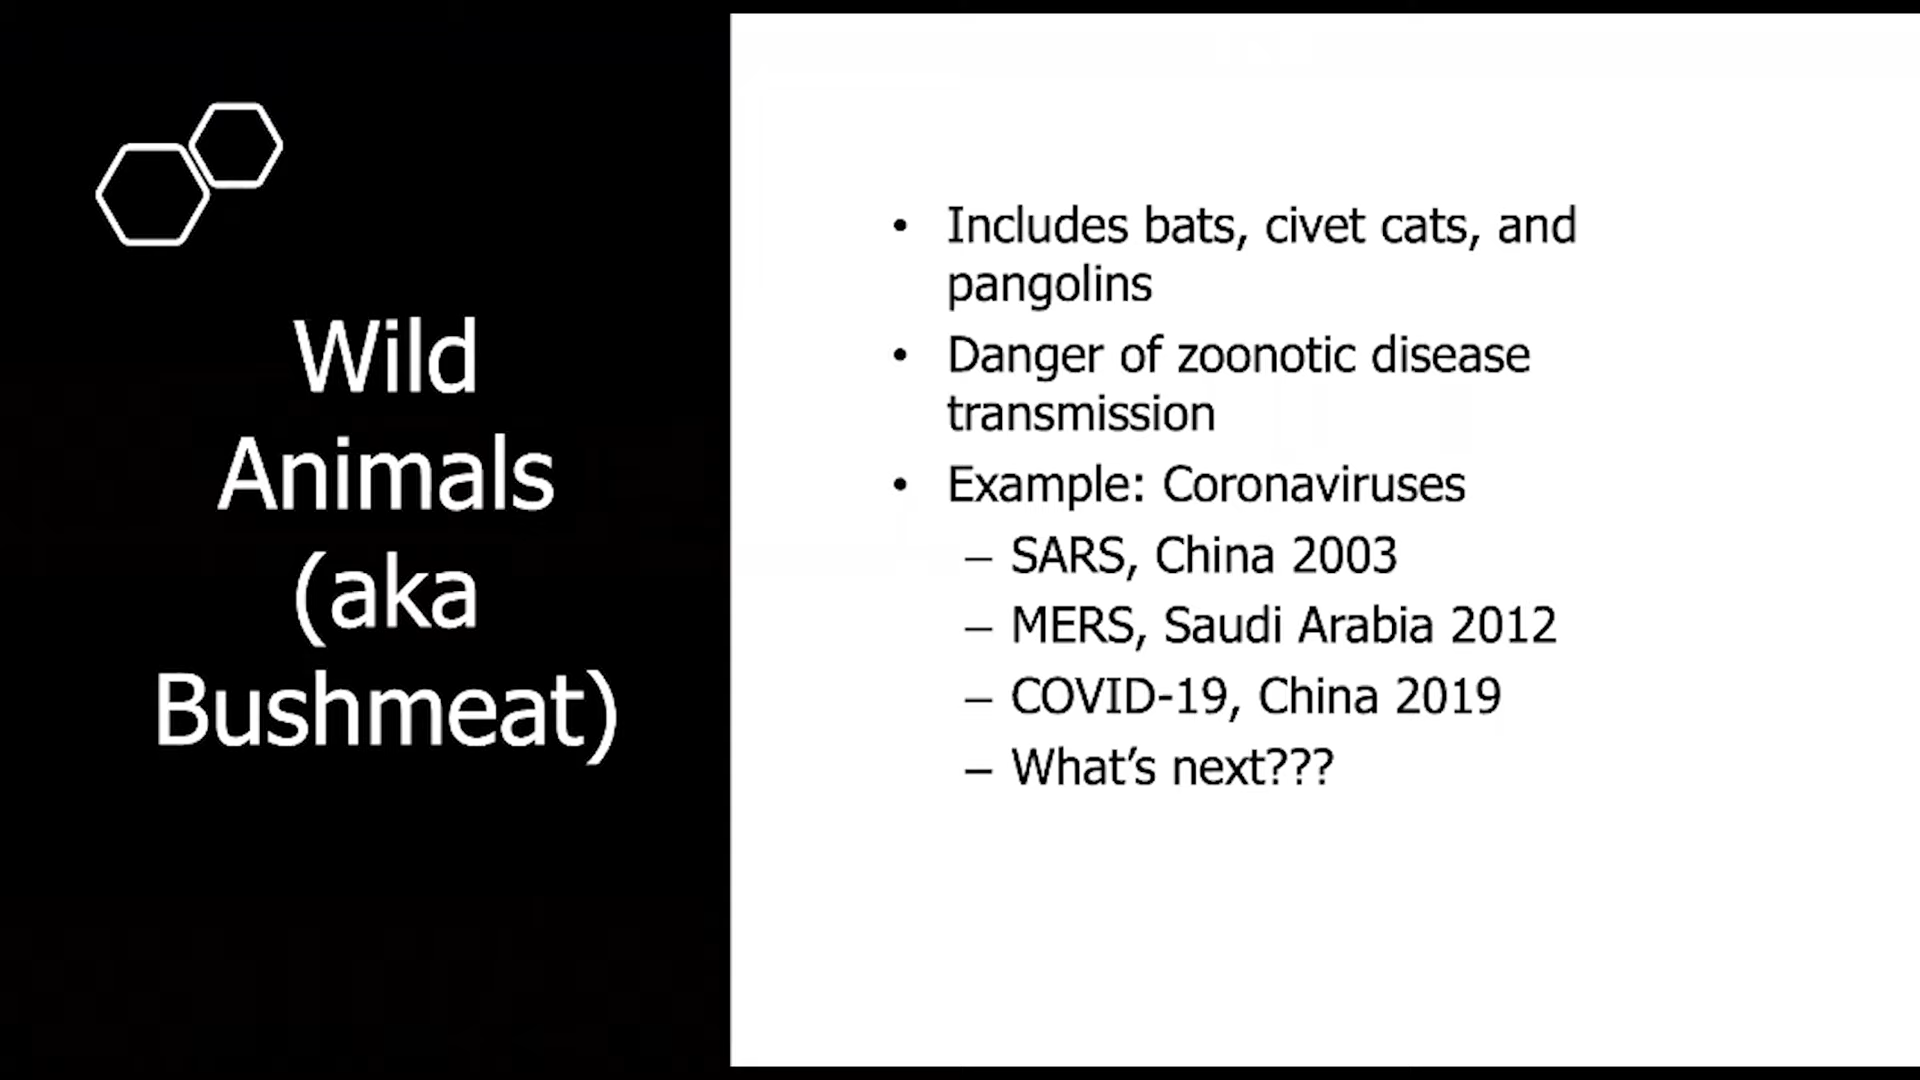 Wild
Animals
(aka
Bushmeat)
• Includes bats, civet cats, and
pangolins
• Danger of zoonotic disease
transmission
• Example: Coronaviruses
– SARS, China 2003
– MERS, Saudi Arabia 2012
– COVID-19, China 2019
– What’s next???